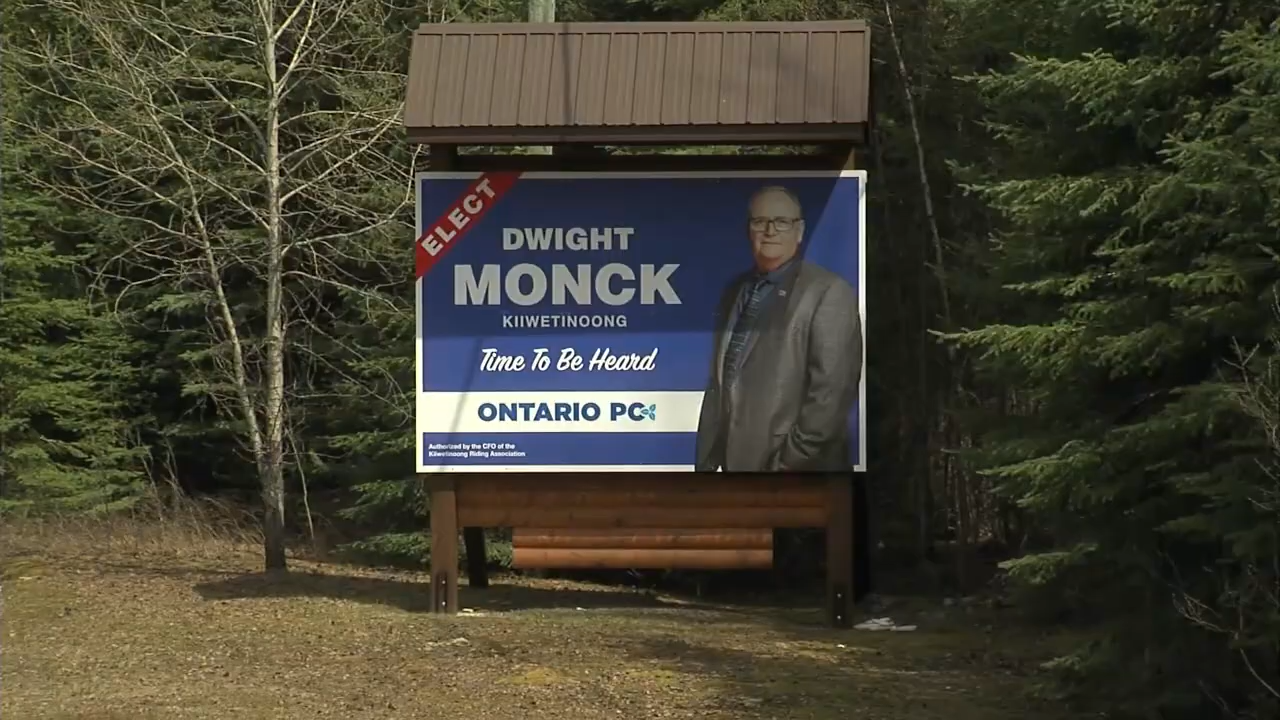 ELECT
DWIGHT
MONCK
KIIWETINOONG
Time To Be Heard
ONTARIO PC
Authorized by the CFO of the
Kiiwetinoong Riding Association